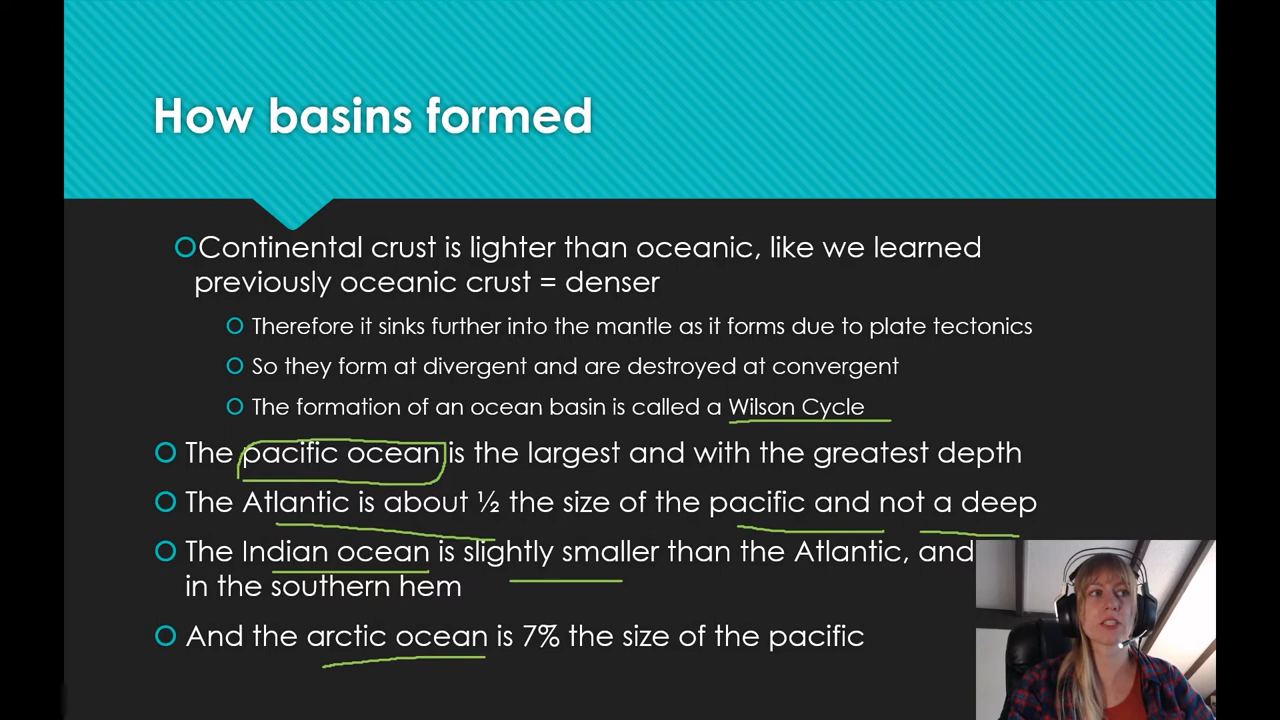 How basins formed
Continental crust is lighter than oceanic, like we learned
previously oceanic crust = denser
Therefore it sinks further into the mantle as it forms due to plate tectonics
So they form at divergent and are destroyed at convergent
The formation of an ocean basin is called a Wilson Cycle
The pacific ocean is the largest and with the greatest depth
The Atlantic is about ½ the size of the pacific and not a deep
The Indian ocean is slightly smaller than the Atlantic, and
in the southern hem
And the arctic ocean is 7% the size of the pacific